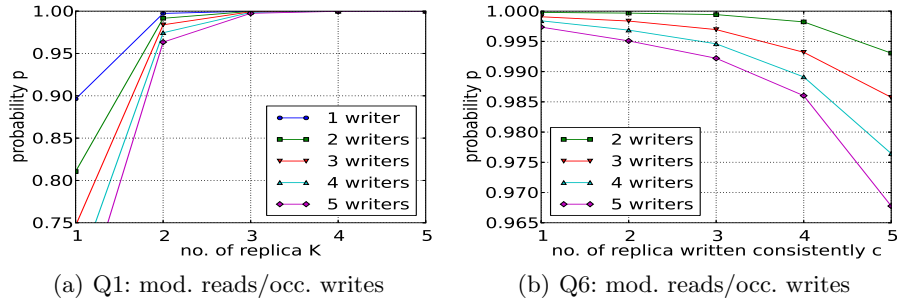 1.00
0.95
0.90
0.85
0.80
0.75
1 2 3 4 5
probability p
no. of replica K
1 writer
2 writers
3 writers
4 writers
5 writers
(a) Q1: mod. reads/occ. writes
1.000
0.995
0.990
0.985
0.980
0.975
0.970
0.965
1 2 3 4 5
probability p
no. of replica written consistently c
2 writers
3 writers
4 writers
5 writers
(b) Q6: mod. reads/occ. writes